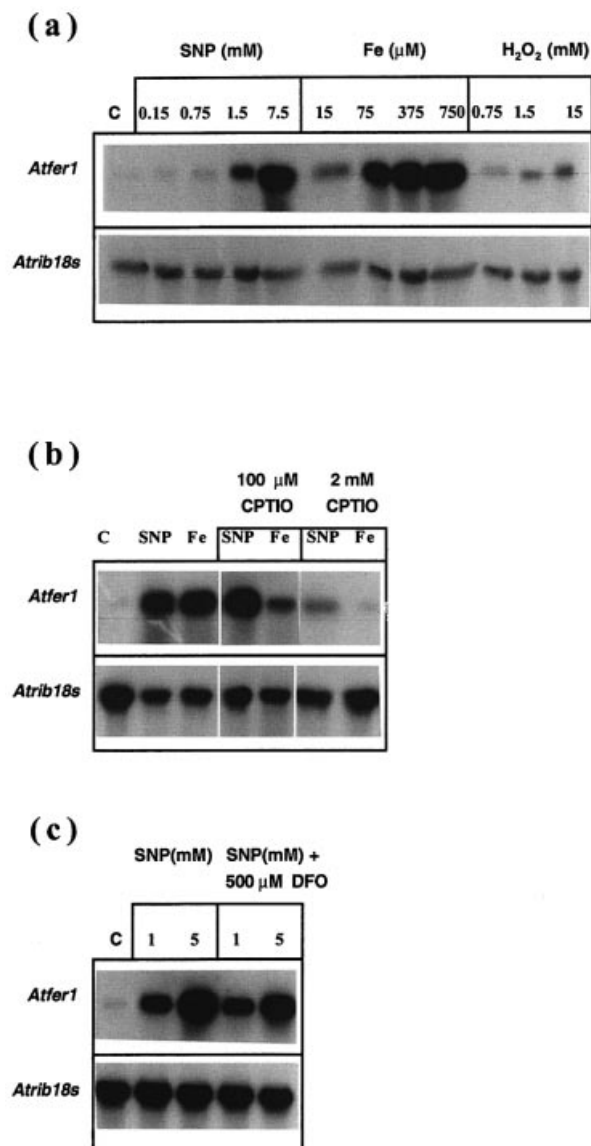 (a)
SNP (mM) Fe (μM) H₂O₂ (mM)
C 0.15 0.75 1.5 7.5 15 75 375 750 0.75 1.5 15
Atfer1
Atrib18s
(b)
100 μM CPTIO 2 mM CPTIO
C SNP Fe SNP Fe SNP Fe
Atfer1
Atrib18s
(c)
SNP(mM) SNP(mM) +
500 μM DFO
C 1 5 1 5
Atfer1
Atrib18s